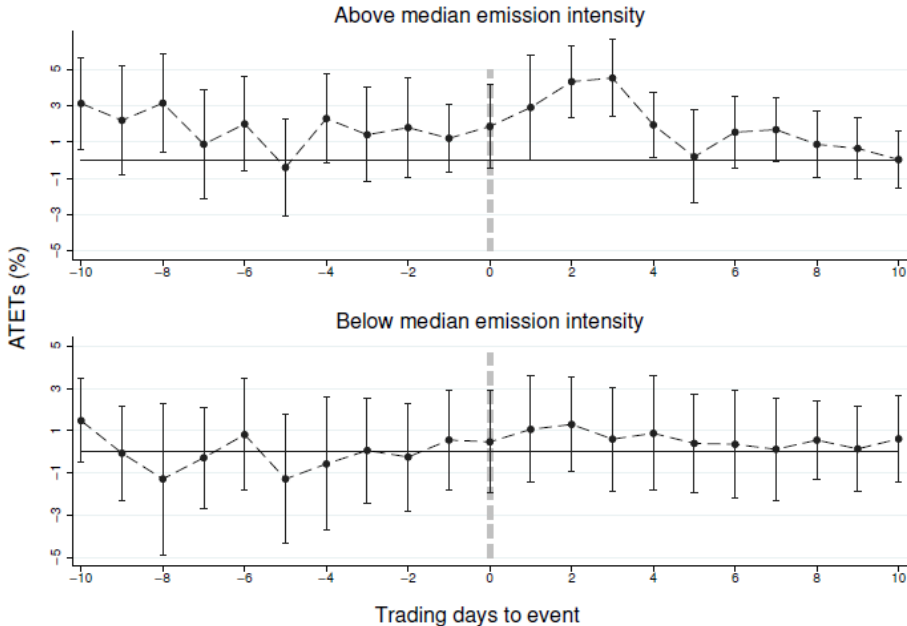 Above median emission intensity
5
3
1
−1
−3
−5
−10 −8 −6 −4 −2 0 2 4 6 8 10
ATETs (%)
Below median emission intensity
5
3
1
−1
−3
−5
−10 −8 −6 −4 −2 0 2 4 6 8 10
Trading days to event